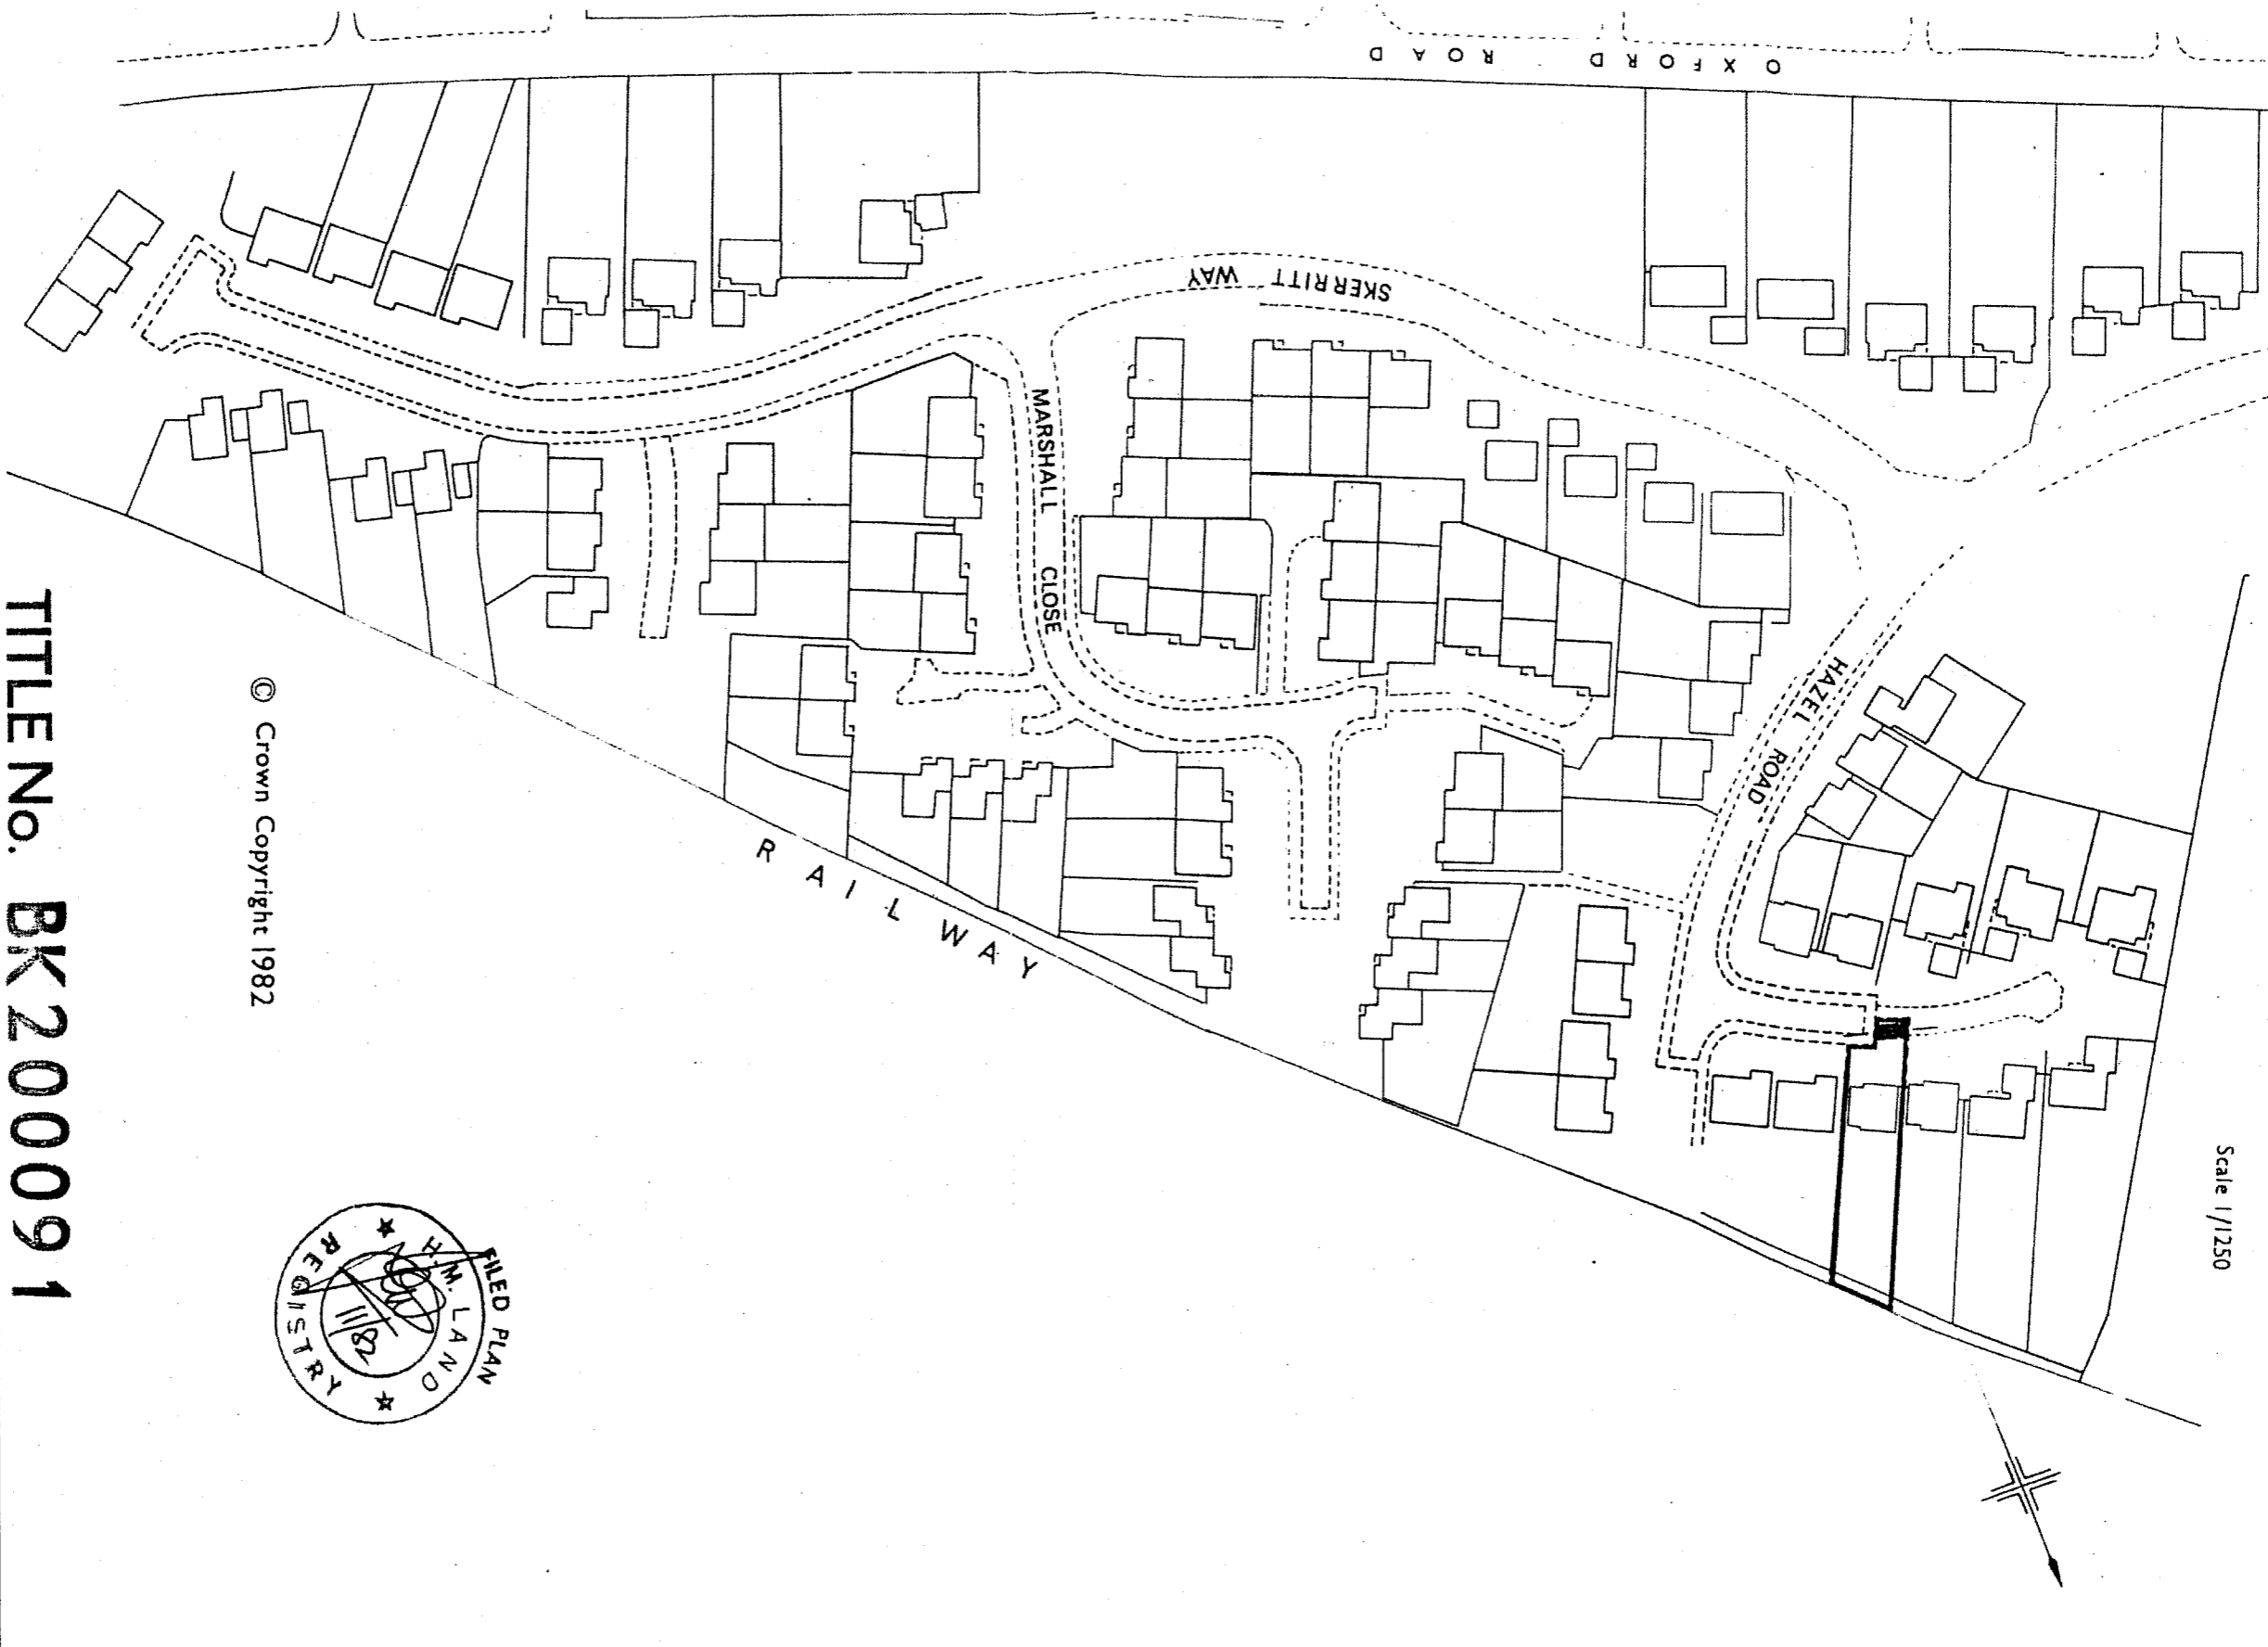 OXFORD ROAD
SKERRITT WAY
MARSHALL CLOSE
HAZEL ROAD
RAILWAY
Scale 1/1250
TITLE No. BK 200091
© Crown Copyright 1982
FILED PLAN
H.M. LAND
REGISTRY
11/82